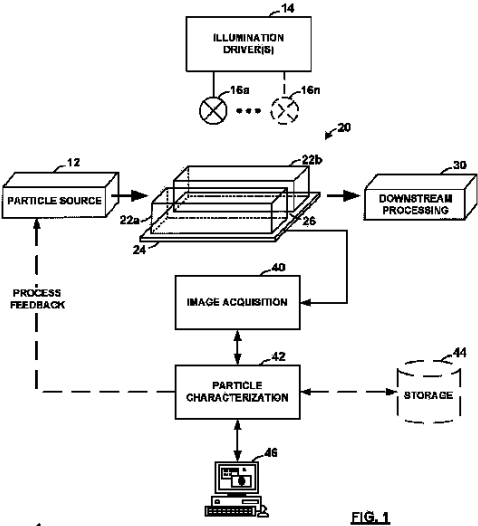 14
ILLUMINATION
DRIVER(S)
16a
16n
20
12
22b
30
PARTICLE SOURCE
DOWNSTREAM
PROCESSING
22a
26
24
40
PROCESS
FEEDBACK
IMAGE ACQUISITION
42
44
PARTICLE
CHARACTERIZATION
STORAGE
46
FIG. 1